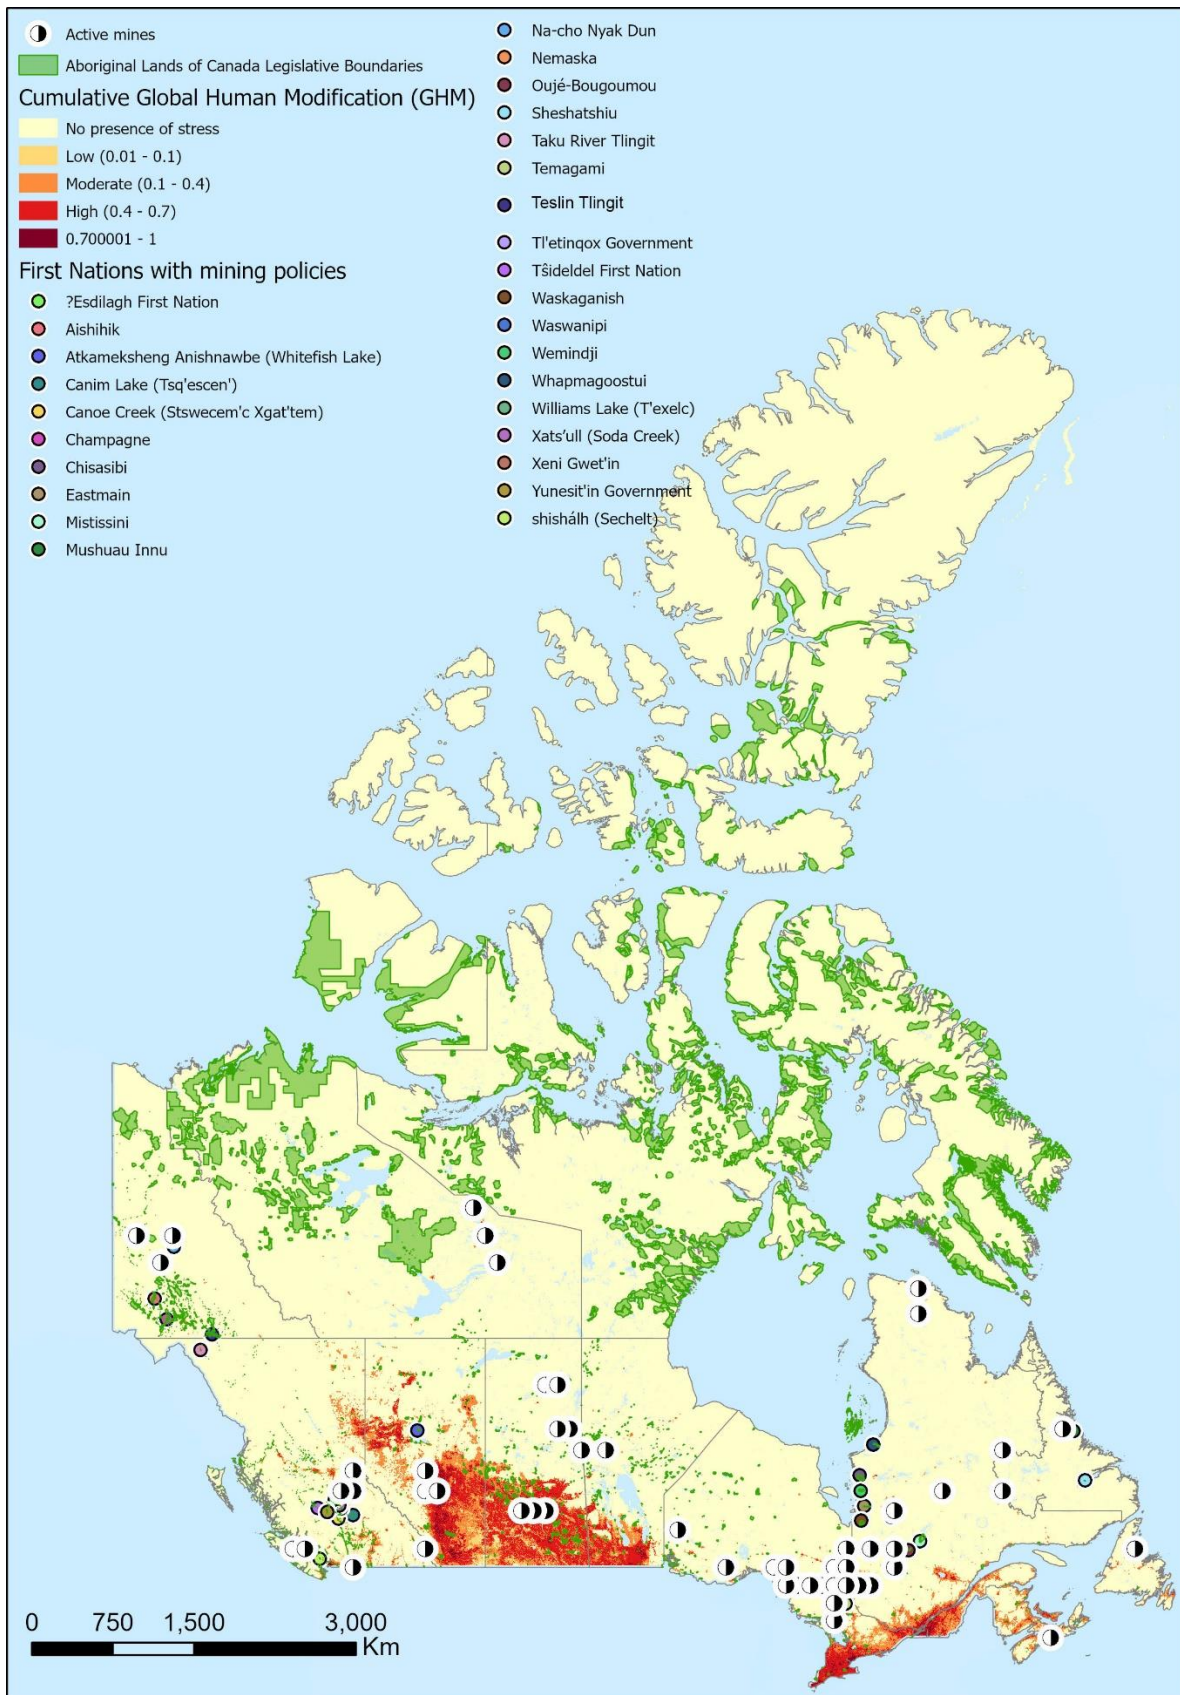 Active mines
Aboriginal Lands of Canada Legislative Boundaries
Cumulative Global Human Modification (GHM)
No presence of stress
Low (0.01 - 0.1)
Moderate (0.1 - 0.4)
High (0.4 - 0.7)
0.700001 - 1
First Nations with mining policies
?Esdilagh First Nation
Aishihik
Atkameksheng Anishnawbe (Whitefish Lake)
Canim Lake (Tsq'escen')
Canoe Creek (Stswecem'c Xgat'tem)
Champagne
Chisasibi
Eastmain
Mistissini
Mushuau Innu
Na-cho Nyak Dun
Nemaska
Oujé-Bougoumou
Sheshatshiu
Taku River Tlingit
Temagami
Teslin Tlingit
Tl'etinqox Government
Tŝideldel First Nation
Waskaganish
Waswanipi
Wemindji
Whapmagoostui
Williams Lake (T'exelc)
Xats’ull (Soda Creek)
Xeni Gwet'in
Yunesit'in Government
shishálh (Sechelt)
0 750 1,500 3,000
Km